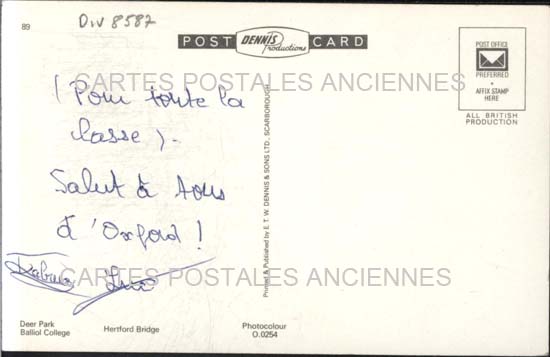 89
Div 8587
POST DENNIS Productions CARD
POST OFFICE
PREFERRED
AFFIX STAMP
HERE
ALL BRITISH
PRODUCTION
CARTES POSTALES ANCIENNES
(Pour toute la
classe).
Salut à tous
d'Oxford !
Printed & Published by E. T. W. DENNIS & SONS LTD., SCARBOROUGH
CARTES POSTALES ANCIENNES
Deer Park
Balliol College
Hertford Bridge
Photocolour
O.0254